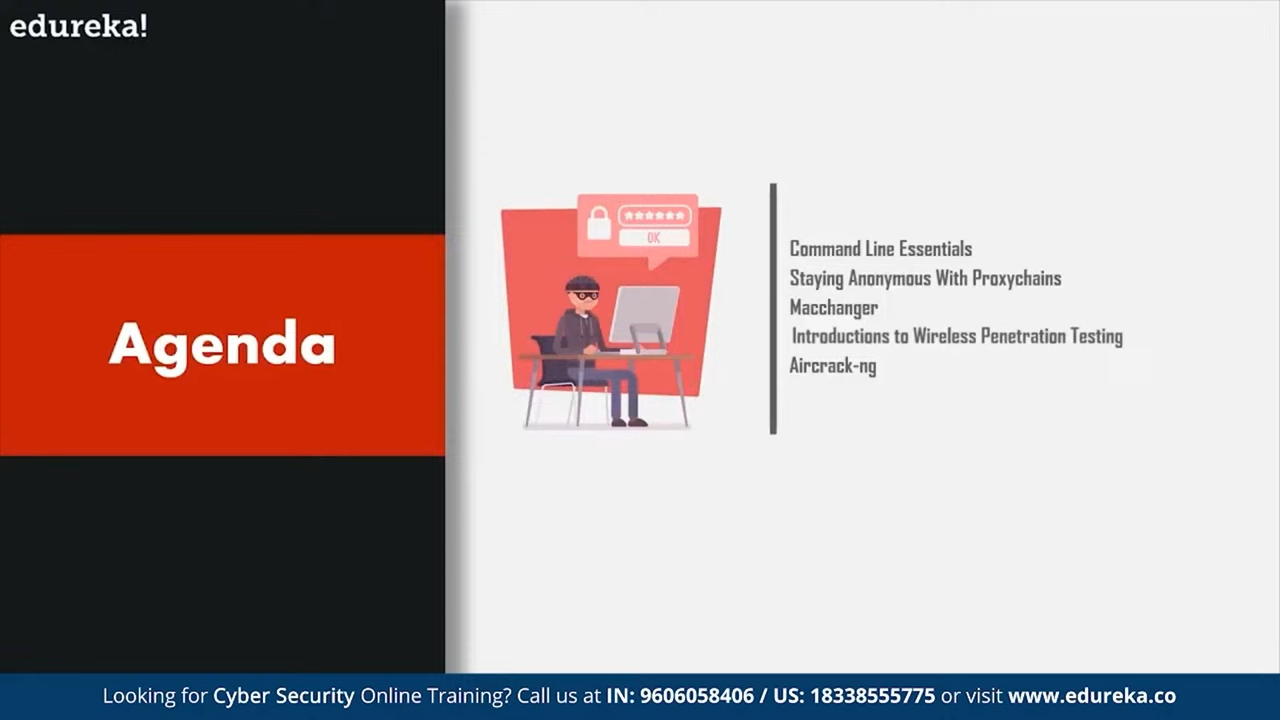 edureka!
******
OK
Agenda
Command Line Essentials
Staying Anonymous With Proxychains
Macchanger
Introductions to Wireless Penetration Testing
Aircrack-ng
Looking for Cyber Security Online Training? Call us at IN: 9606058406 / US: 18338555775 or visit www.edureka.co